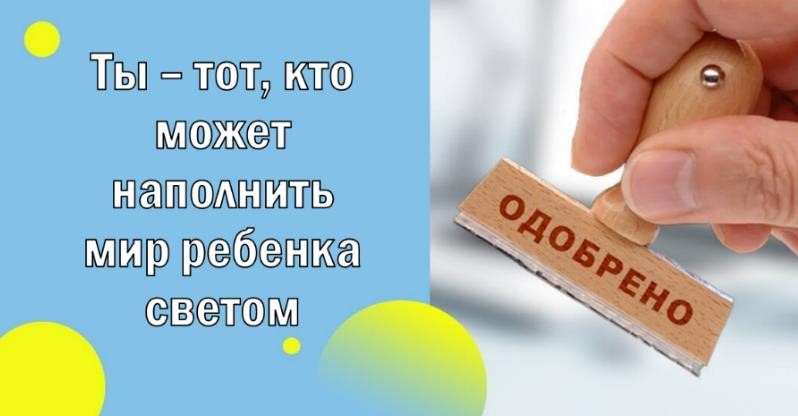 Ты – тот, кто
может
наполнить
мир ребенка
светом
ОДОБРЕНО